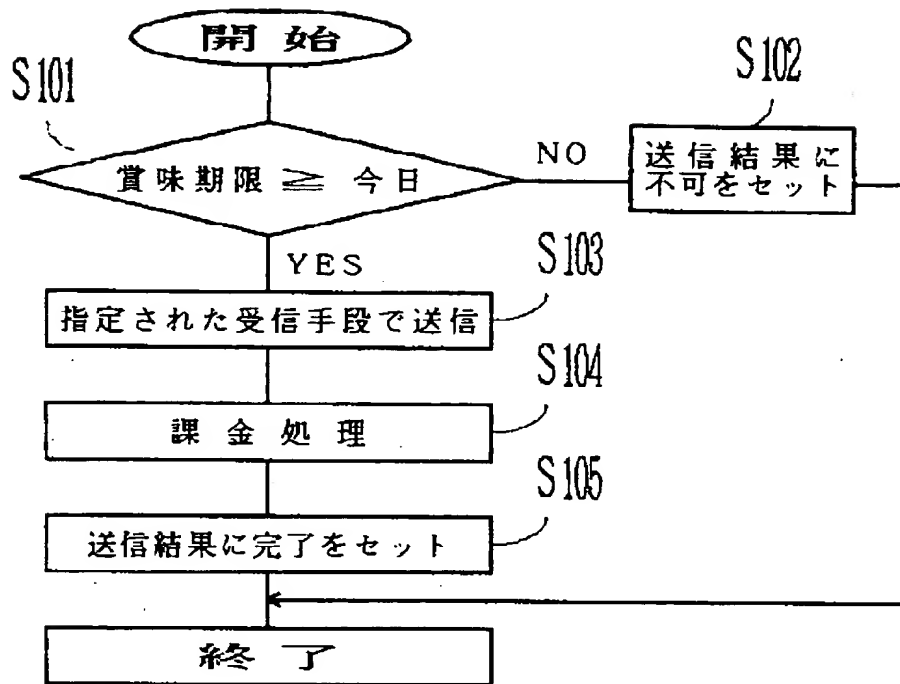 開始
S101
S102
賞味期限 ≧ 今日
NO
送信結果に
不可をセット
YES
S103
指定された受信手段で送信
S104
課金処理
S105
送信結果に完了をセット
終了